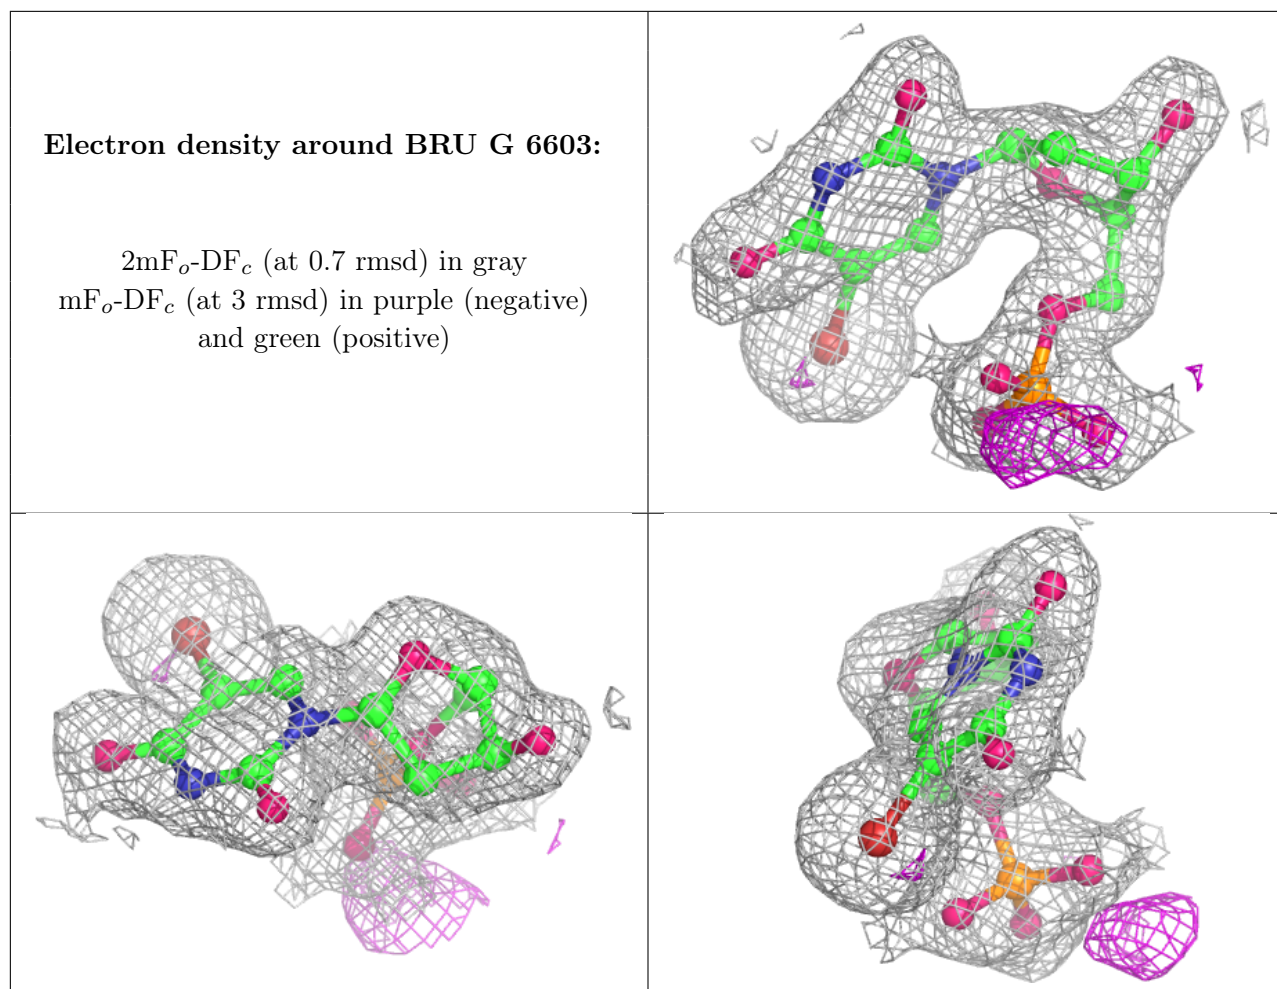 Electron density around BRU G 6603:
2mFₒ-DF𝒸 (at 0.7 rmsd) in gray
mFₒ-DF𝒸 (at 3 rmsd) in purple (negative)
and green (positive)